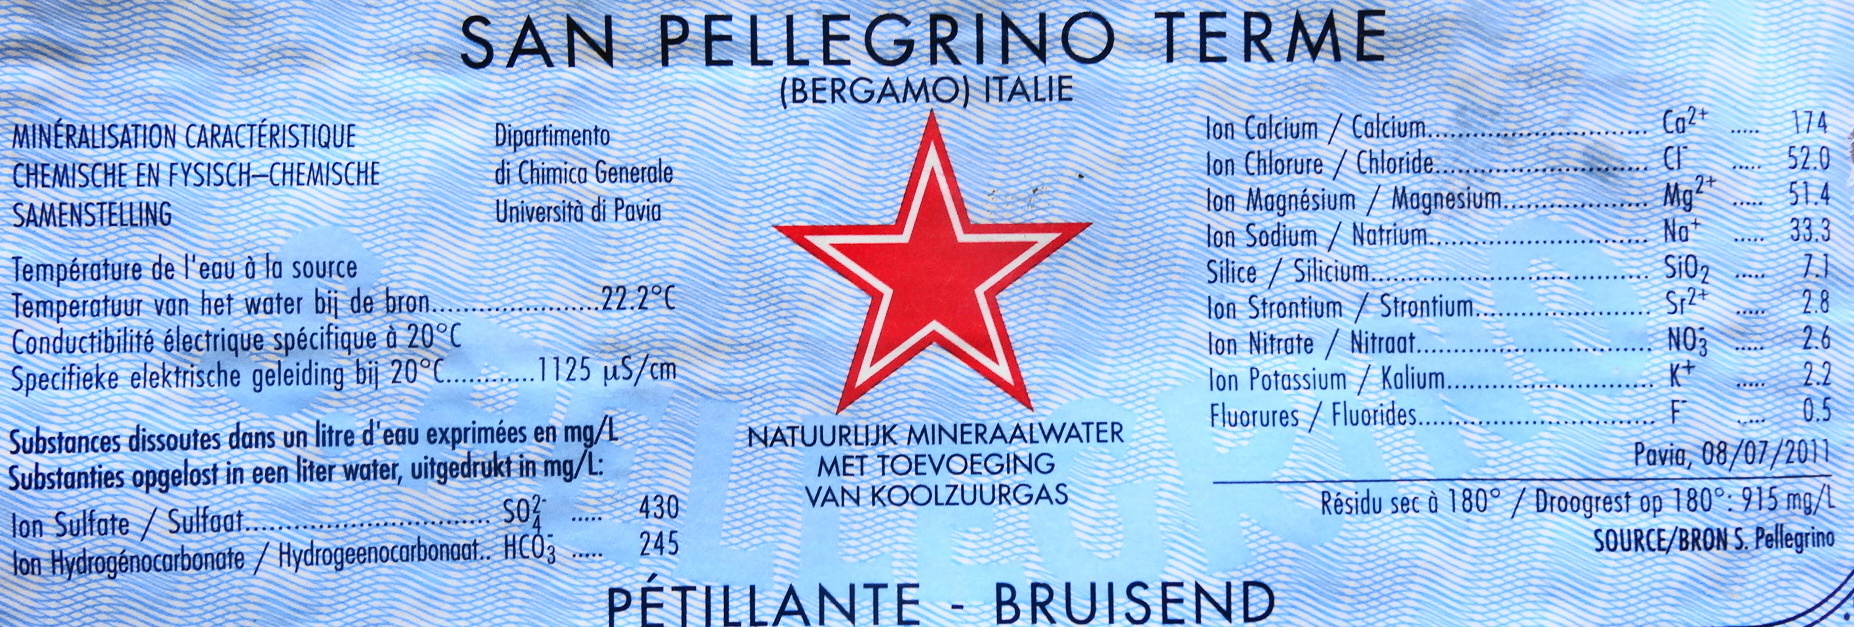 SAN PELLEGRINO TERME
(BERGAMO) ITALIE
MINÉRALISATION CARACTÉRISTIQUE
CHEMISCHE EN FYSISCH–CHEMISCHE
SAMENSTELLING
Dipartimento
di Chimica Generale
Università di Pavia
Température de l'eau à la source
Temperatuur van het water bij de bron....................22.2°C
Conductibilité électrique spécifique à 20°C
Specifieke elektrische geleiding bij 20°C............1125 µS/cm
Substances dissoutes dans un litre d'eau exprimées en mg/L
Substanties opgelost in een liter water, uitgedrukt in mg/L:
Ion Sulfate / Sulfaat.................................. SO₄²⁻ ..... 430
Ion Hydrogénocarbonate / Hydrogeenocarbonaat.. HCO₃⁻ ..... 245
NATUURLIJK MINERAALWATER
MET TOEVOEGING
VAN KOOLZUURGAS
Ion Calcium / Calcium.............................. Ca²⁺ ..... 174
Ion Chlorure / Chloride............................. Cl⁻ ..... 52.0
Ion Magnésium / Magnesium.................... Mg²⁺ ..... 51.4
Ion Sodium / Natrium.............................. Na⁺ ..... 33.3
Silice / Silicium....................................... SiO₂ ..... 7.1
Ion Strontium / Strontium........................ Sr²⁺ ..... 2.8
Ion Nitrate / Nitraat................................ NO₃⁻ ..... 2.6
Ion Potassium / Kalium............................ K⁺ ..... 2.2
Fluorures / Fluorides................................ F⁻ .... 0.5
Pavia, 08/07/2011
Résidu sec à 180° / Droogrest op 180°: 915 mg/L
SOURCE/BRON S. Pellegrino
PÉTILLANTE - BRUISEND